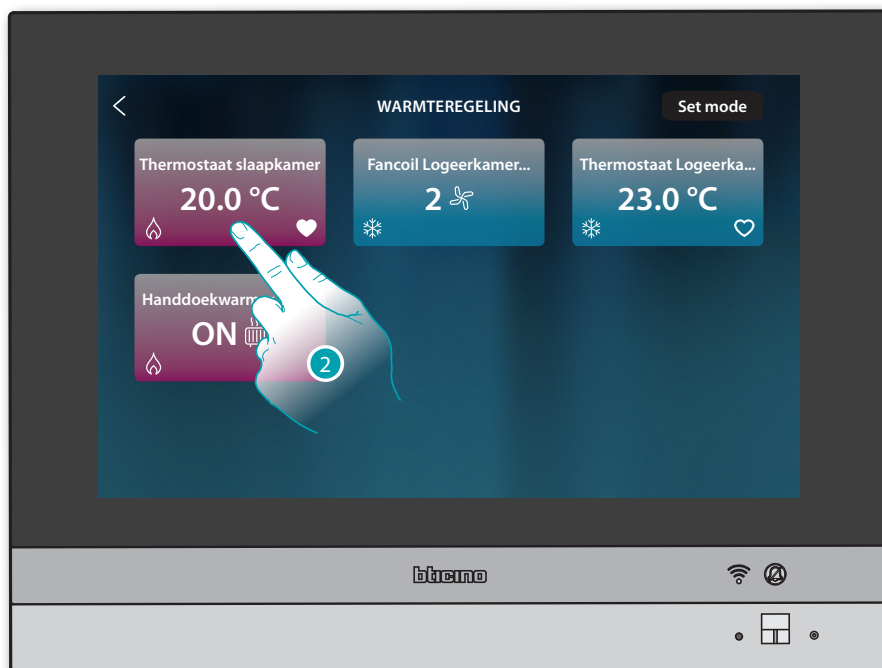 WARMTEREGELING
Set mode
Thermostaat slaapkamer
20.0 °C
Fancoil Logeerkamer...
2
Thermostaat Logeerka...
23.0 °C
Handdoekwarm
ON
2
bticino